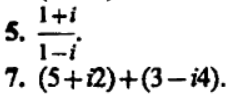 5. \frac{1+i}{1-i}.
7. (5+i2)+(3-i4).